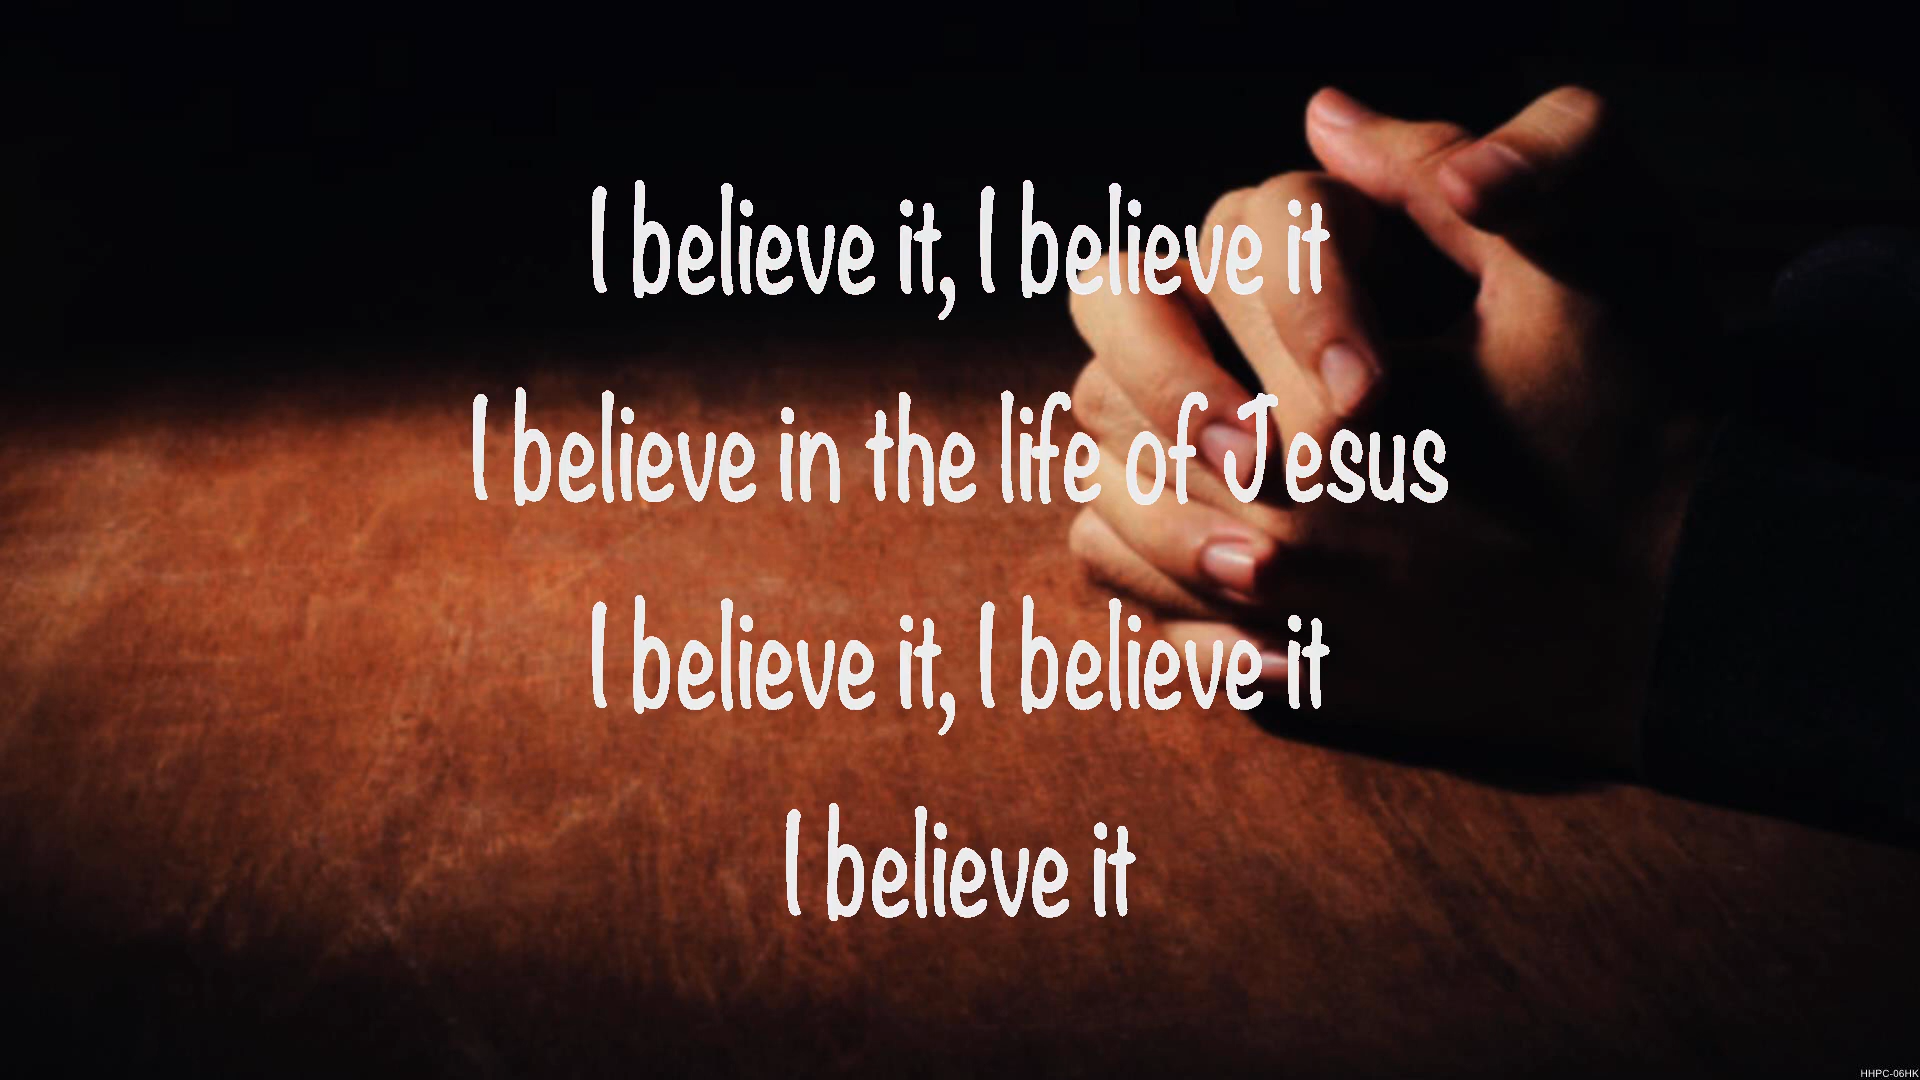 I believe it, I believe it
I believe in the life of Jesus
I believe it, I believe it
I believe it
HHPC-06HK